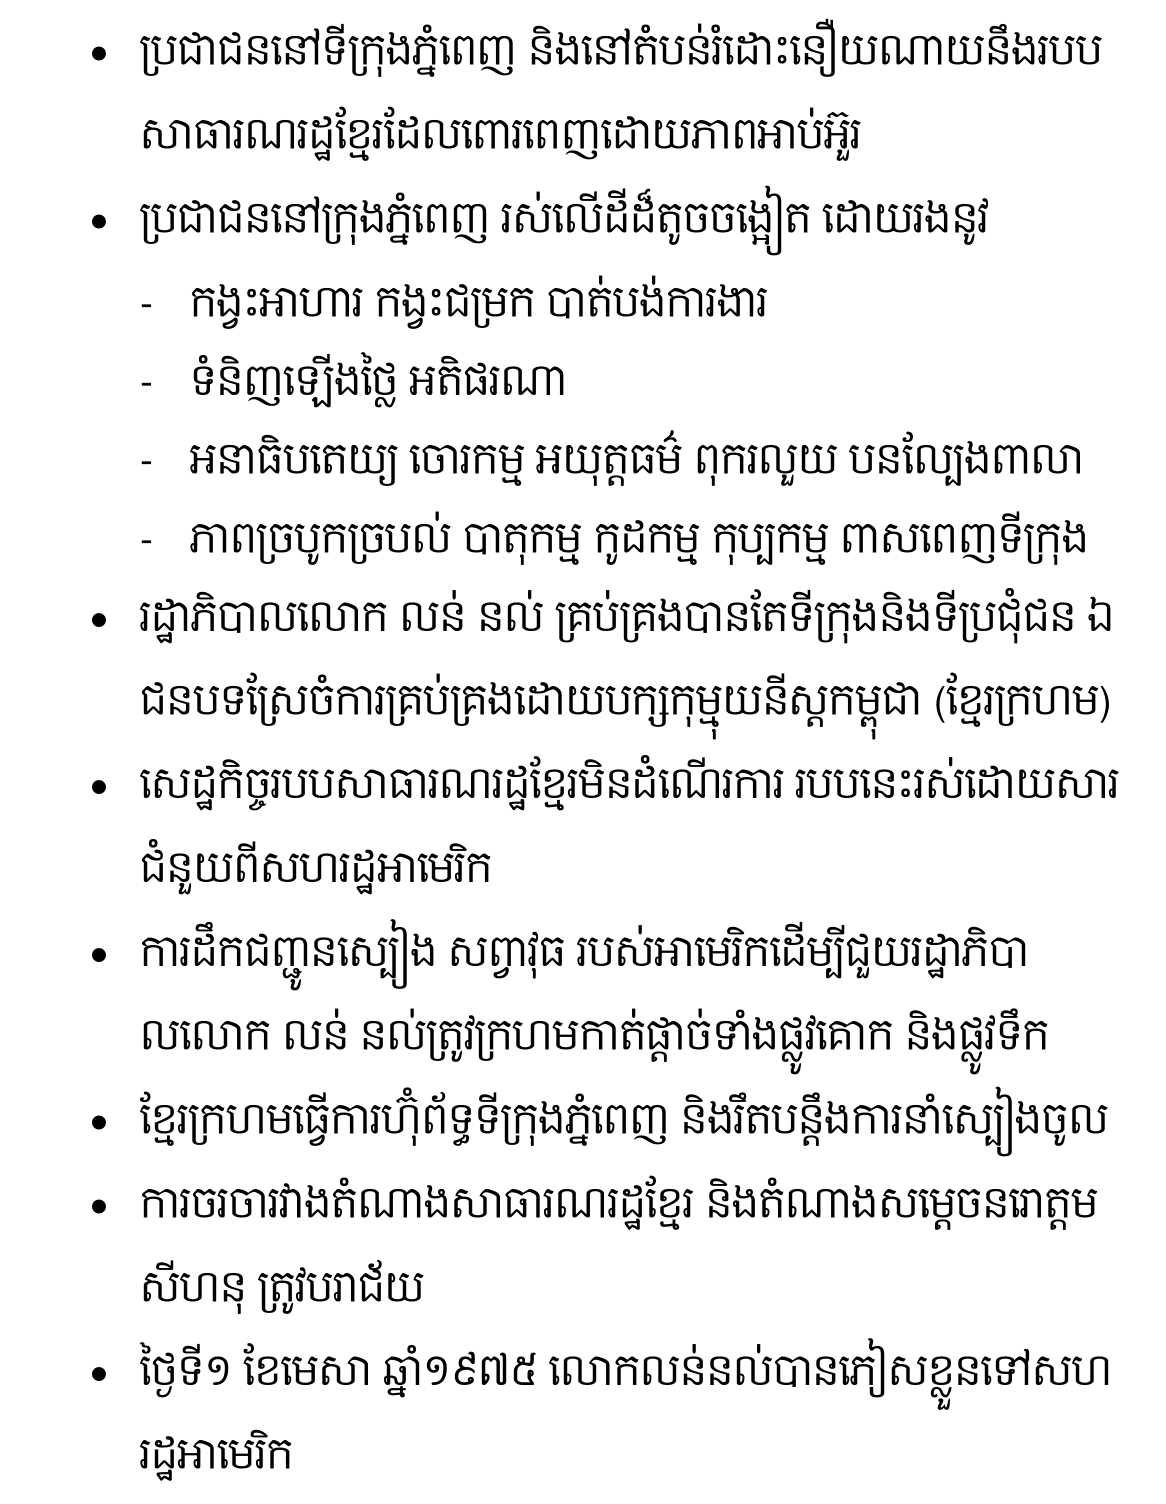 • ប្រជាជននៅទីក្រុងភ្នំពេញ និងនៅតំបន់រំដោះនឿយណាយនឹងរបប
សាធារណរដ្ឋខ្មែរដែលពោរពេញដោយភាពអាប់អ៊ួរ
• ប្រជាជននៅក្រុងភ្នំពេញ រស់លើដីដ៏តូចចង្អៀត ដោយរងនូវ
- កង្វះអាហារ កង្វះជម្រក បាត់បង់ការងារ
- ទំនិញឡើងថ្លៃ អតិផរណា
- អនាធិបតេយ្យ ចោរកម្ម អយុត្តធម៌ ពុករលួយ បនល្បែងពាលា
- ភាពច្របូកច្របល់ បាតុកម្ម កូដកម្ម កុប្បកម្ម ពាសពេញទីក្រុង
• រដ្ឋាភិបាលលោក លន់ នល់ គ្រប់គ្រងបានតែទីក្រុងនិងទីប្រជុំជន ឯ
ជនបទស្រែចំការគ្រប់គ្រងដោយបក្សកុម្មុយនីស្តកម្ពុជា (ខ្មែរក្រហម)
• សេដ្ឋកិច្ចរបបសាធារណរដ្ឋខ្មែរមិនដំណើរការ របបនេះរស់ដោយសារ
ជំនួយពីសហរដ្ឋអាមេរិក
• ការដឹកជញ្ជូនស្បៀង សព្វាវុធ របស់អាមេរិកដើម្បីជួយរដ្ឋាភិបា
លលោក លន់ នល់ត្រូវក្រហមកាត់ផ្តាច់ទាំងផ្លូវគោក និងផ្លូវទឹក
• ខ្មែរក្រហមធ្វើការហ៊ុំព័ទ្ធទីក្រុងភ្នំពេញ និងរឹតបន្តឹងការនាំស្បៀងចូល
• ការចរចារវាងតំណាងសាធារណរដ្ឋខ្មែរ និងតំណាងសម្តេចនរោត្តម
សីហនុ ត្រូវបរាជ័យ
• ថ្ងៃទី១ ខែមេសា ឆ្នាំ១៩៧៥ លោកលន់នល់បានភៀសខ្លួនទៅសហ
រដ្ឋអាមេរិក